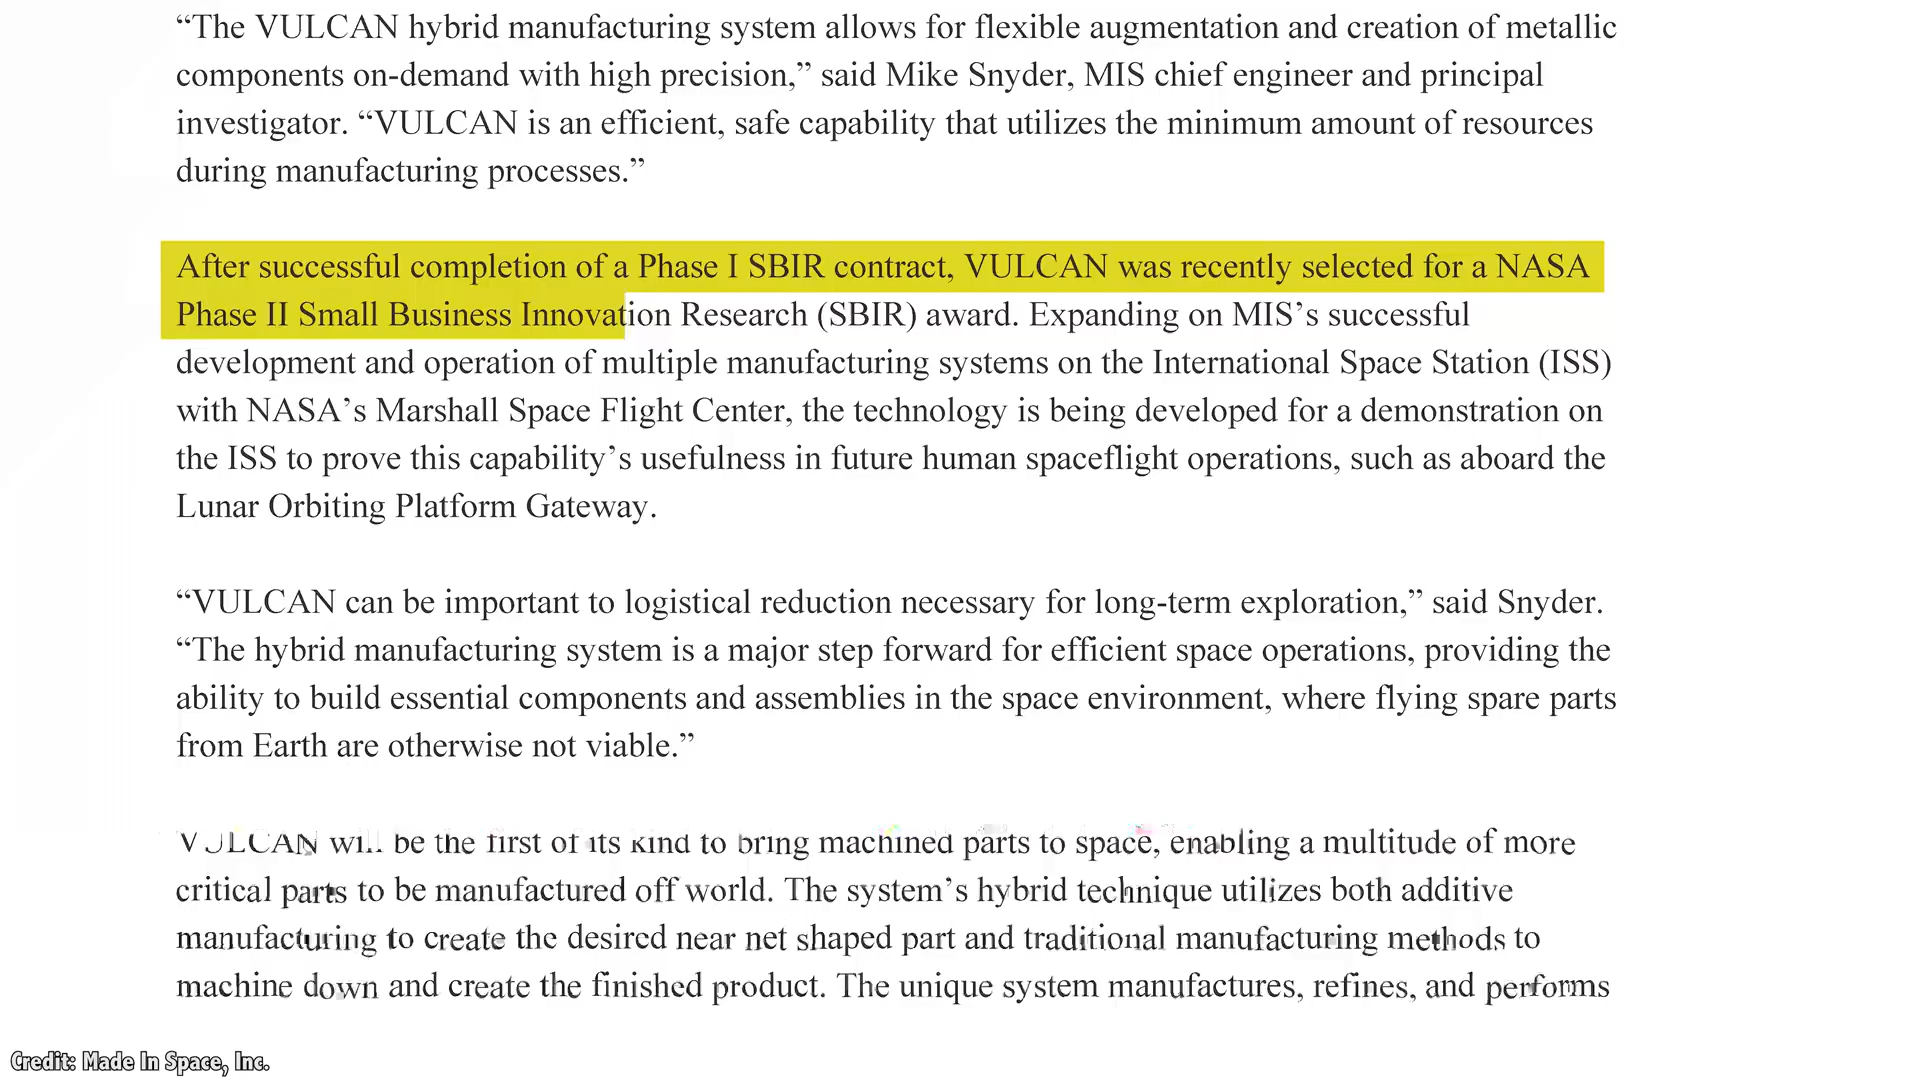 “The VULCAN hybrid manufacturing system allows for flexible augmentation and creation of metallic
components on-demand with high precision,” said Mike Snyder, MIS chief engineer and principal
investigator. “VULCAN is an efficient, safe capability that utilizes the minimum amount of resources
during manufacturing processes.”
After successful completion of a Phase I SBIR contract, VULCAN was recently selected for a NASA
Phase II Small Business Innovation Research (SBIR) award. Expanding on MIS’s successful
development and operation of multiple manufacturing systems on the International Space Station (ISS)
with NASA’s Marshall Space Flight Center, the technology is being developed for a demonstration on
the ISS to prove this capability’s usefulness in future human spaceflight operations, such as aboard the
Lunar Orbiting Platform Gateway.
“VULCAN can be important to logistical reduction necessary for long-term exploration,” said Snyder.
“The hybrid manufacturing system is a major step forward for efficient space operations, providing the
ability to build essential components and assemblies in the space environment, where flying spare parts
from Earth are otherwise not viable.”
VULCAN will be the first of its kind to bring machined parts to space, enabling a multitude of more
critical parts to be manufactured off world. The system’s hybrid technique utilizes both additive
manufacturing to create the desired near net shaped part and traditional manufacturing methods to
machine down and create the finished product. The unique system manufactures, refines, and performs
Credit: Made In Space, Inc.